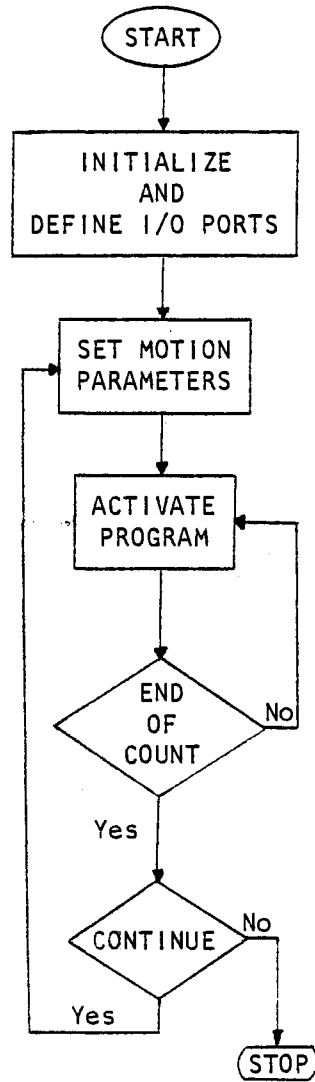 START
INITIALIZE
AND
DEFINE I/O PORTS
SET MOTION
PARAMETERS
ACTIVATE
PROGRAM
END
OF
COUNT
No
Yes
CONTINUE
No
Yes
STOP